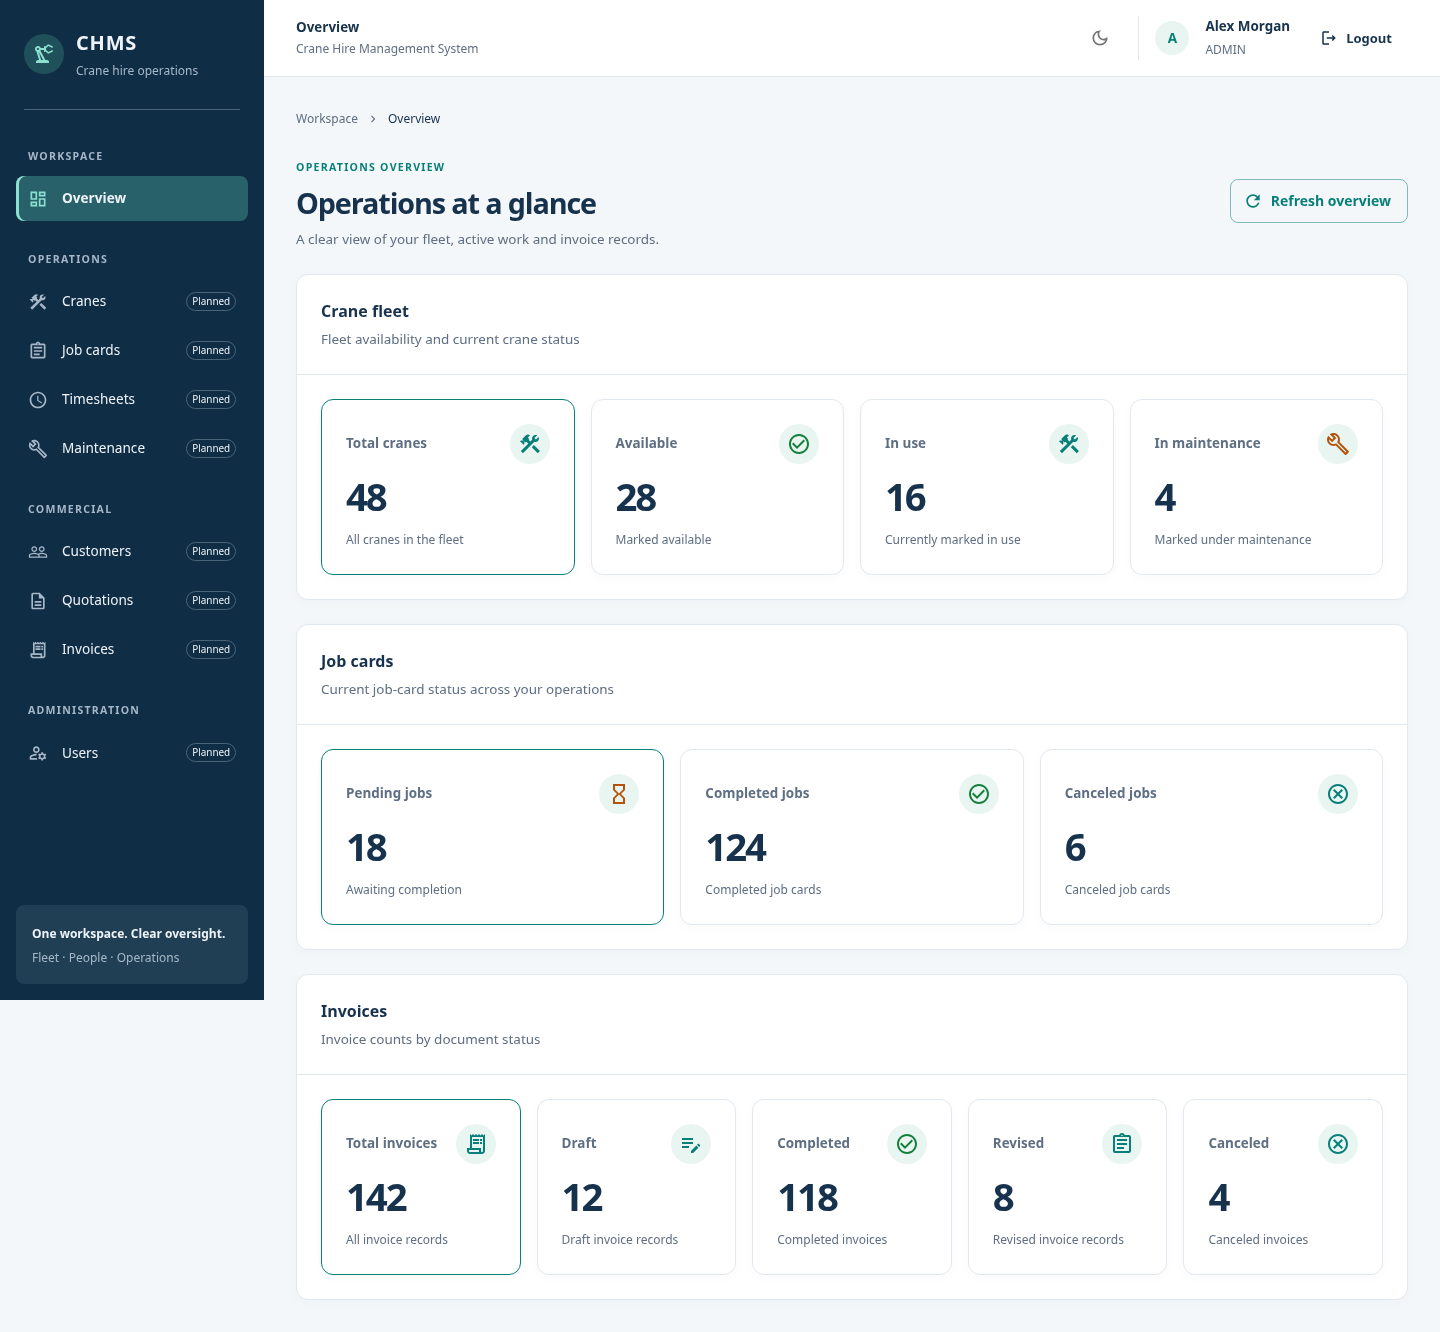 CHMS
Crane hire operations
WORKSPACE
Overview
OPERATIONS
Cranes Planned
Job cards Planned
Timesheets Planned
Maintenance Planned
COMMERCIAL
Customers Planned
Quotations Planned
Invoices Planned
ADMINISTRATION
Users Planned
One workspace. Clear oversight.
Fleet · People · Operations
Overview
Crane Hire Management System
A
Alex Morgan
ADMIN
Logout
Workspace > Overview
OPERATIONS OVERVIEW
Operations at a glance
A clear view of your fleet, active work and invoice records.
Refresh overview
Crane fleet
Fleet availability and current crane status
Total cranes
48
All cranes in the fleet
Available
28
Marked available
In use
16
Currently marked in use
In maintenance
4
Marked under maintenance
Job cards
Current job-card status across your operations
Pending jobs
18
Awaiting completion
Completed jobs
124
Completed job cards
Canceled jobs
6
Canceled job cards
Invoices
Invoice counts by document status
Total invoices
142
All invoice records
Draft
12
Draft invoice records
Completed
118
Completed invoices
Revised
8
Revised invoice records
Canceled
4
Canceled invoices